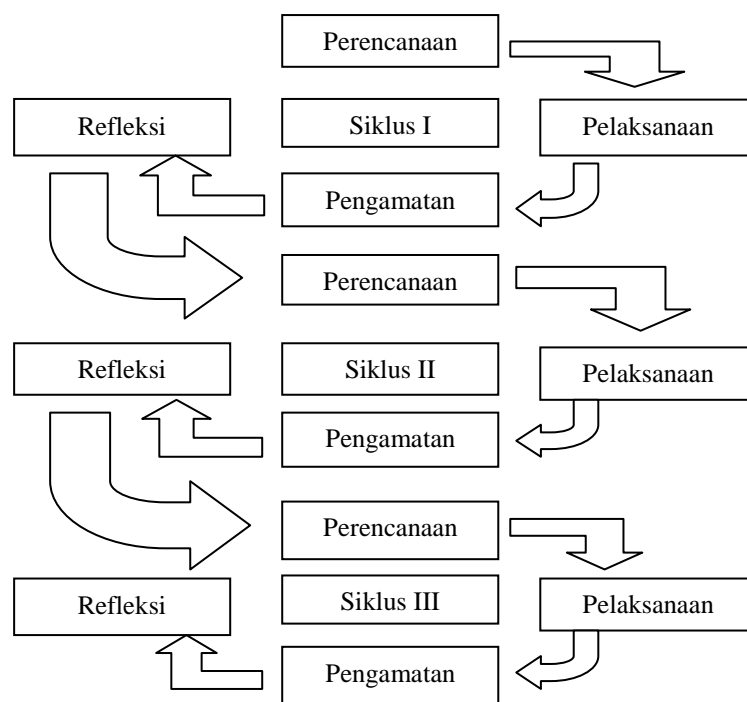 Perencanaan
Refleksi
Siklus I
Pelaksanaan
Pengamatan
Perencanaan
Refleksi
Siklus II
Pelaksanaan
Pengamatan
Perencanaan
Refleksi
Siklus III
Pelaksanaan
Pengamatan